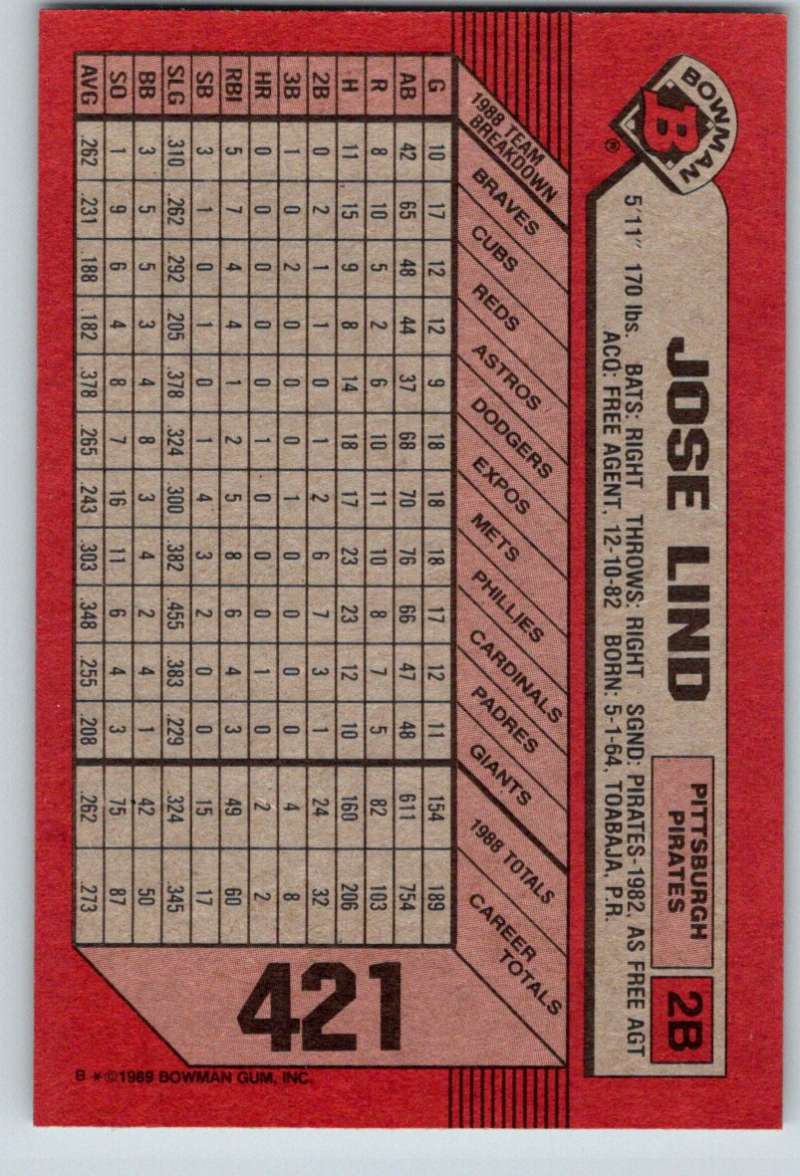 BOWMAN
B
®
JOSE LIND
PITTSBURGH
PIRATES
2B
5'11" 170 lbs. BATS: RIGHT THROWS: RIGHT SGND: PIRATES-1982, AS FREE AGT
ACQ: FREE AGENT, 12-10-82 BORN: 5-1-64, TOABAJA, P.R.
1988 TEAM
BREAKDOWN
BRAVES CUBS REDS ASTROS DODGERS EXPOS METS PHILLIES CARDINALS PADRES GIANTS 1988 TOTALS CAREER TOTALS
G 10 17 12 12 9 18 18 18 17 12 11 154 189
AB 42 65 48 44 37 68 70 76 66 47 48 611 754
R 8 10 5 2 6 10 11 10 8 7 5 82 103
H 11 15 9 8 14 18 17 23 23 12 10 160 206
2B 0 2 1 1 0 1 2 6 7 3 1 24 32
3B 1 0 2 0 0 0 1 0 0 0 0 4 8
HR 0 0 0 0 0 1 0 0 0 1 0 2 2
RBI 5 7 4 4 1 2 5 8 6 4 3 49 60
SB 3 1 0 1 0 1 4 3 2 0 0 15 17
SLG .310 .262 .292 .205 .378 .324 .300 .382 .455 .383 .229 .324 .345
BB 3 5 5 3 4 8 3 4 2 4 1 42 50
SO 1 9 6 4 8 7 16 11 6 4 3 75 87
AVG .262 .231 .188 .182 .378 .265 .243 .303 .348 .255 .208 .262 .273
421
B *©1989 BOWMAN GUM, INC.